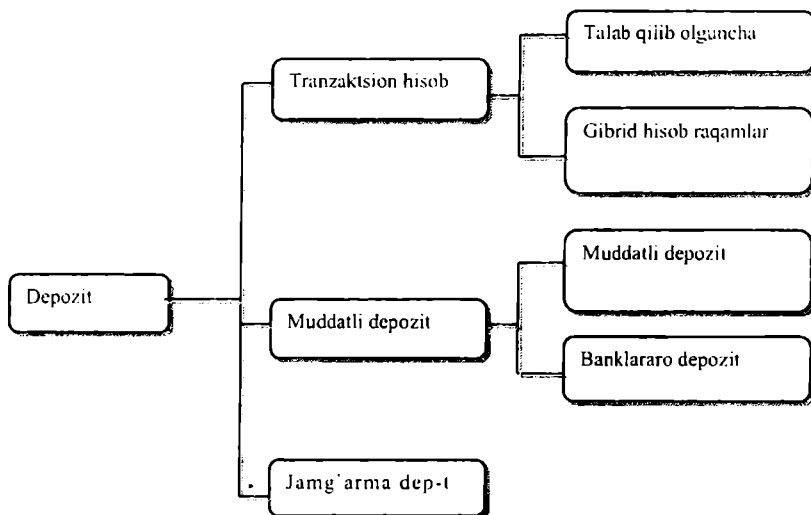 Talab qilib olguncha
Tranzaktsion hisob
Gibrid hisob raqamlar
Muddatli depozit
Depozit
Muddatli depozit
Banklararo depozit
Jamg'arma dep-t